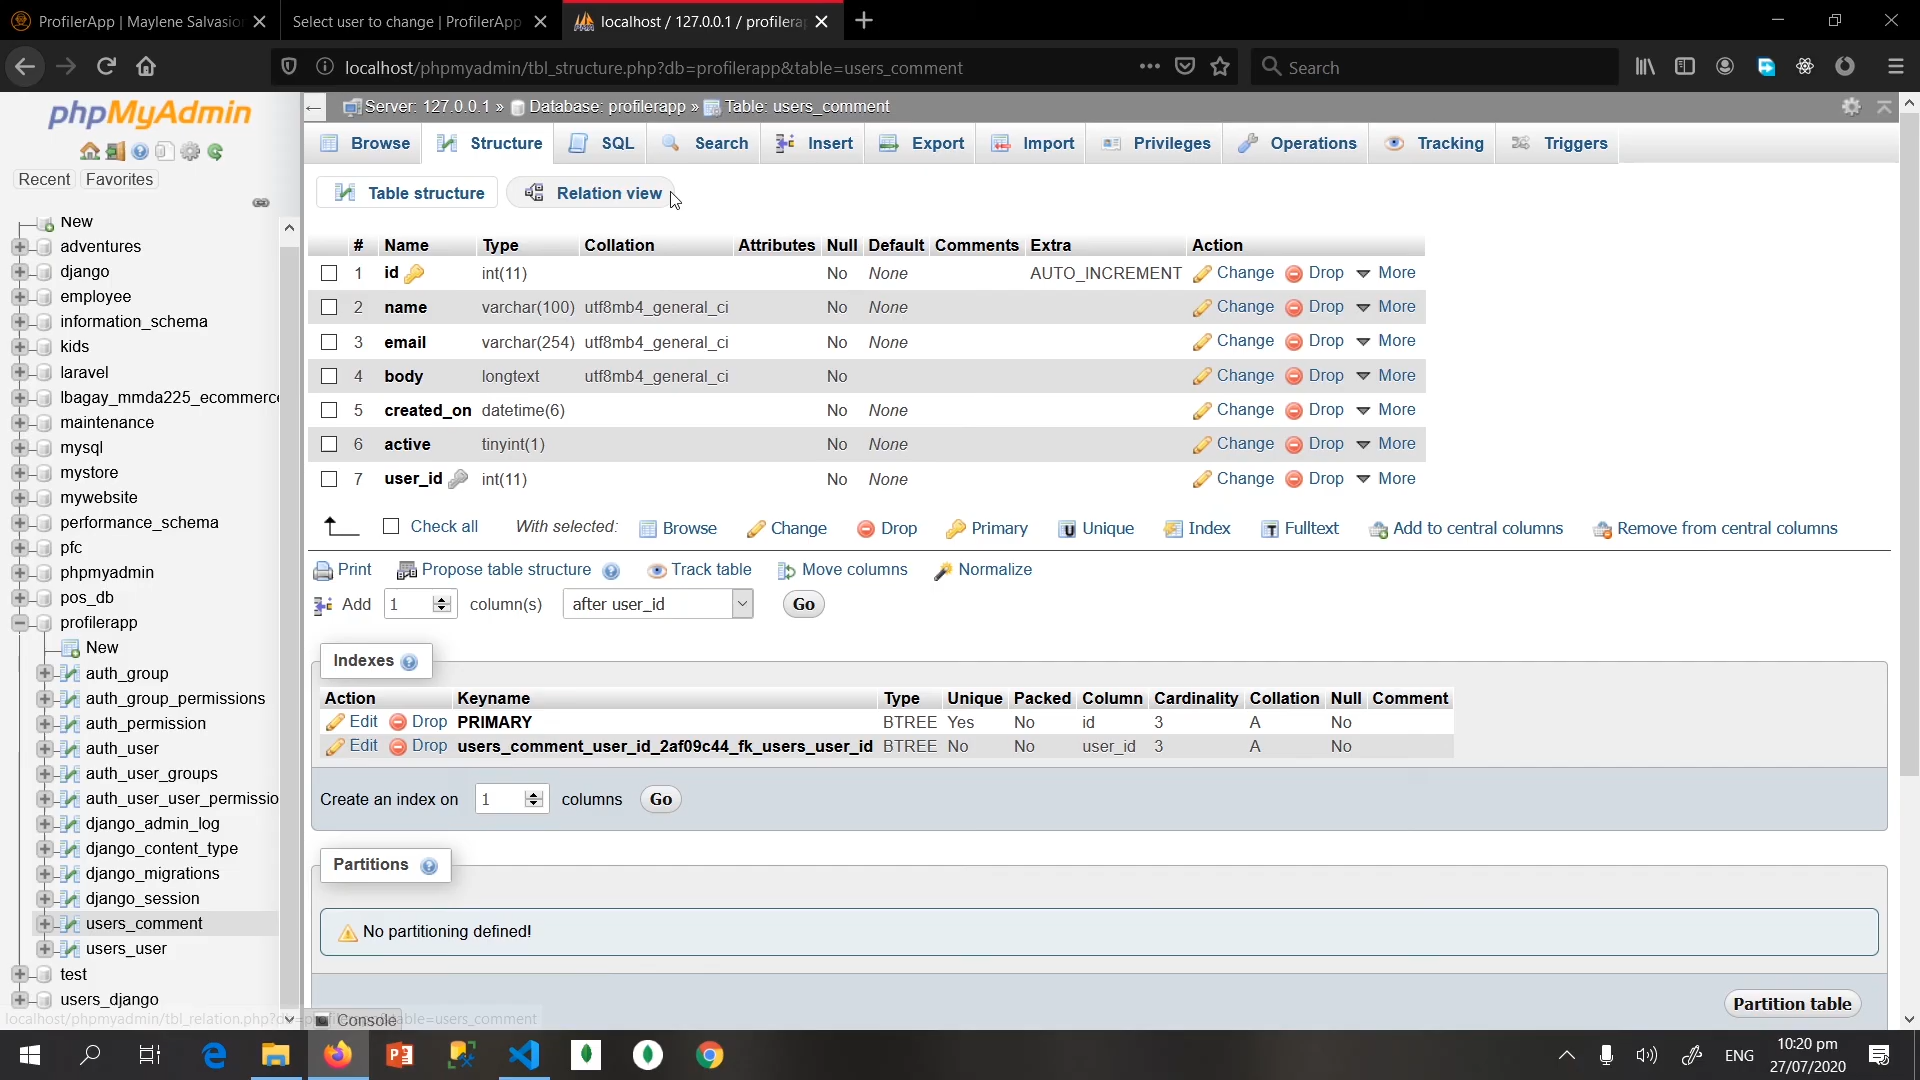 ProfilerApp | Maylene Salvasio
Select user to change | ProfilerApp
localhost / 127.0.0.1 / profilerap
localhost/phpmyadmin/tbl_structure.php?db=profilerapp&table=users_comment
Search
phpMyAdmin
Recent Favorites
New
adventures
django
employee
information_schema
kids
laravel
lbagay_mmda225_ecommerce
maintenance
mysql
mystore
mywebsite
performance_schema
pfc
phpmyadmin
pos_db
profilerapp
New
auth_group
auth_group_permissions
auth_permission
auth_user
auth_user_groups
auth_user_user_permissio
django_admin_log
django_content_type
django_migrations
django_session
users_comment
users_user
test
users_django
Server: 127.0.0.1 » Database: profilerapp » Table: users_comment
Browse Structure SQL Search Insert Export Import Privileges Operations Tracking Triggers
Table structure Relation view
# Name Type Collation Attributes Null Default Comments Extra Action
1 id int(11) No None AUTO_INCREMENT Change Drop More
2 name varchar(100) utf8mb4_general_ci No None Change Drop More
3 email varchar(254) utf8mb4_general_ci No None Change Drop More
4 body longtext utf8mb4_general_ci No Change Drop More
5 created_on datetime(6) No None Change Drop More
6 active tinyint(1) No None Change Drop More
7 user_id int(11) No None Change Drop More
Check all With selected: Browse Change Drop Primary Unique Index Fulltext Add to central columns Remove from central columns
Print Propose table structure Track table Move columns Normalize
Add 1 column(s) after user_id Go
Indexes
Action Keyname Type Unique Packed Column Cardinality Collation Null Comment
Edit Drop PRIMARY BTREE Yes No id 3 A No
Edit Drop users_comment_user_id_2af09c44_fk_users_user_id BTREE No No user_id 3 A No
Create an index on 1 columns Go
Partitions
No partitioning defined!
Partition table
Console
ENG
10:20 pm
27/07/2020